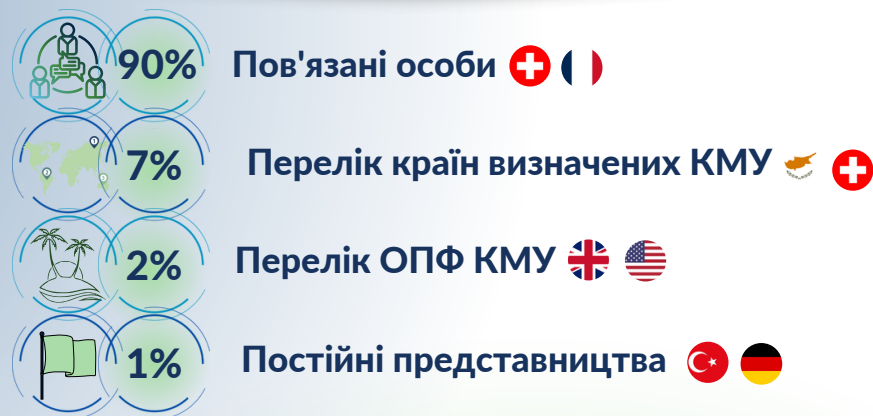 90% Пов'язані особи
7% Перелік країн визначених КМУ
2% Перелік ОПФ КМУ
1% Постійні представництва